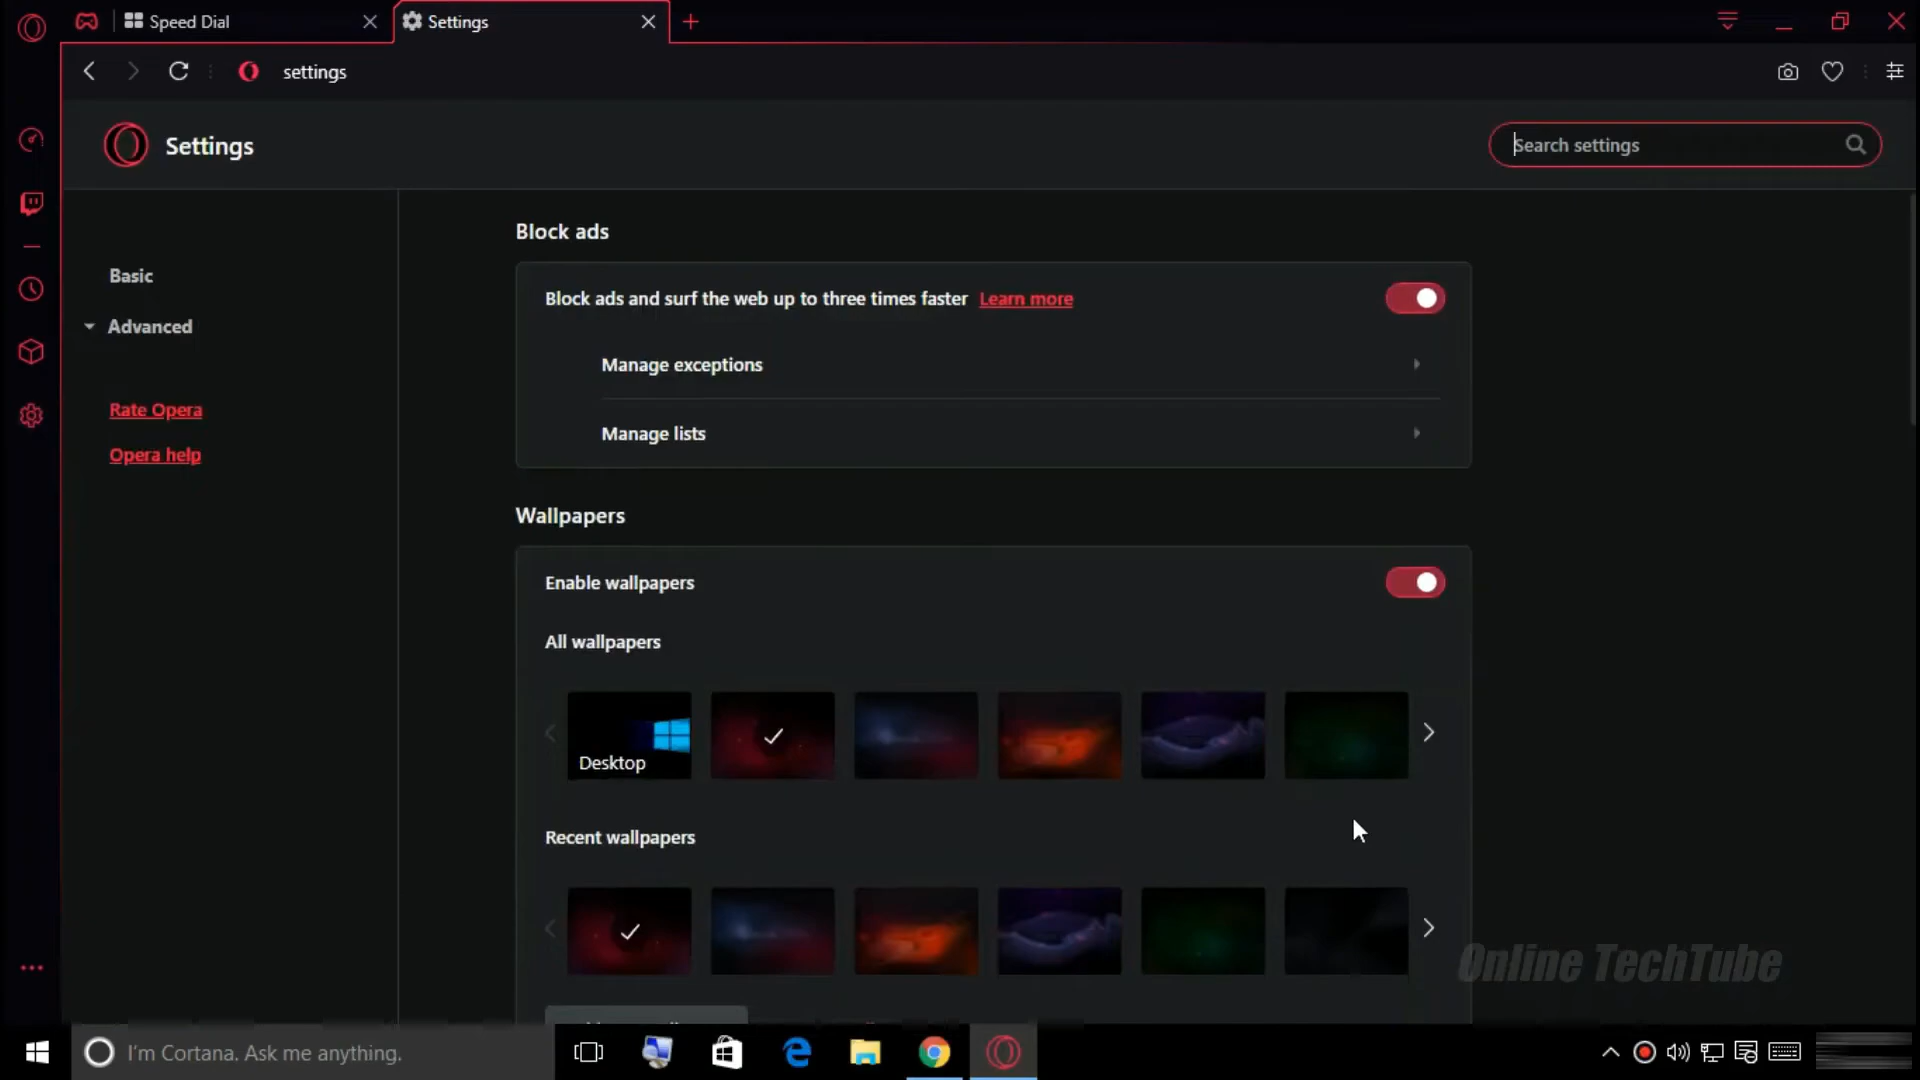 Speed Dial
Settings
settings
Settings
Search settings
Block ads
Basic
Block ads and surf the web up to three times faster Learn more
Advanced
Manage exceptions
Rate Opera
Manage lists
Opera help
Wallpapers
Enable wallpapers
All wallpapers
Desktop
Recent wallpapers
Online TechTube
I'm Cortana. Ask me anything.